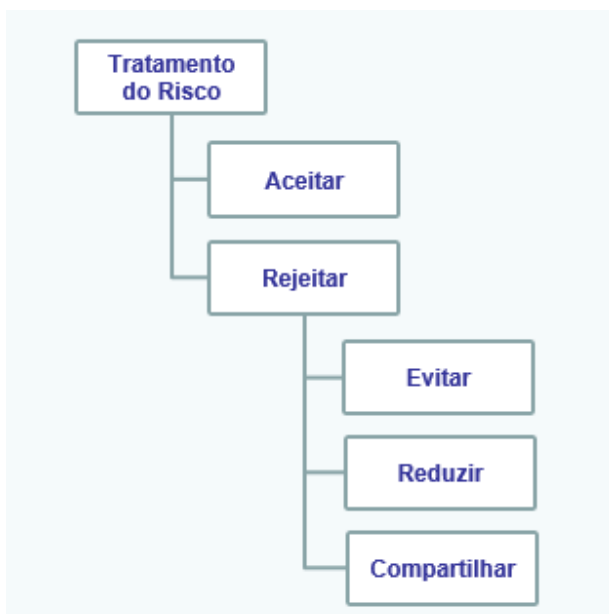 Tratamento
do Risco
Aceitar
Rejeitar
Evitar
Reduzir
Compartilhar